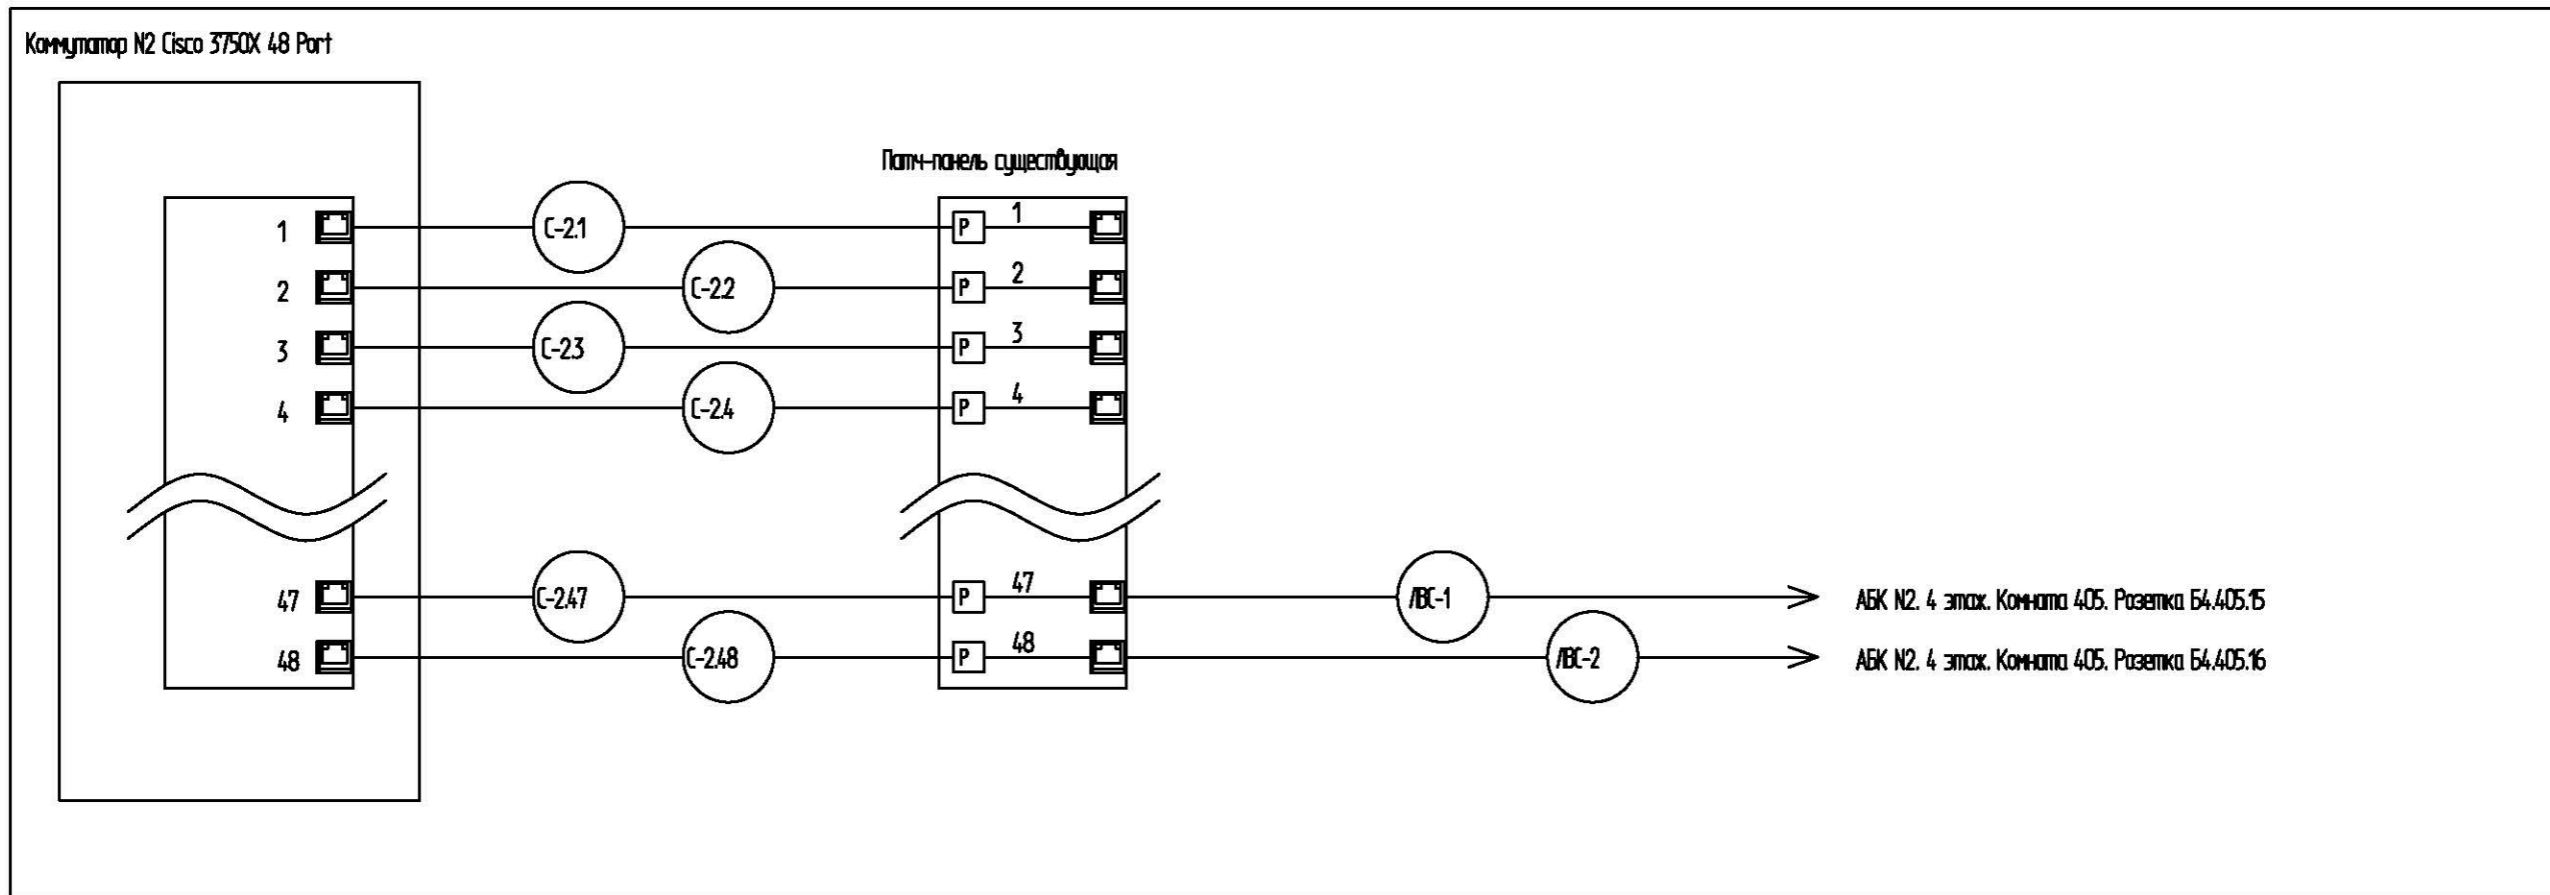 Коммутатор N2 Cisco 3750X 48 Port
Патч-панель существующая
1
С-2.1
P
1
2
С-2.2
P
2
3
С-2.3
P
3
4
С-2.4
P
4
47
С-2.47
P
47
ЛВС-1
АБК N2. 4 этаж. Комната 405. Розетка Б4.405.15
48
С-2.48
P
48
ЛВС-2
АБК N2. 4 этаж. Комната 405. Розетка Б4.405.16